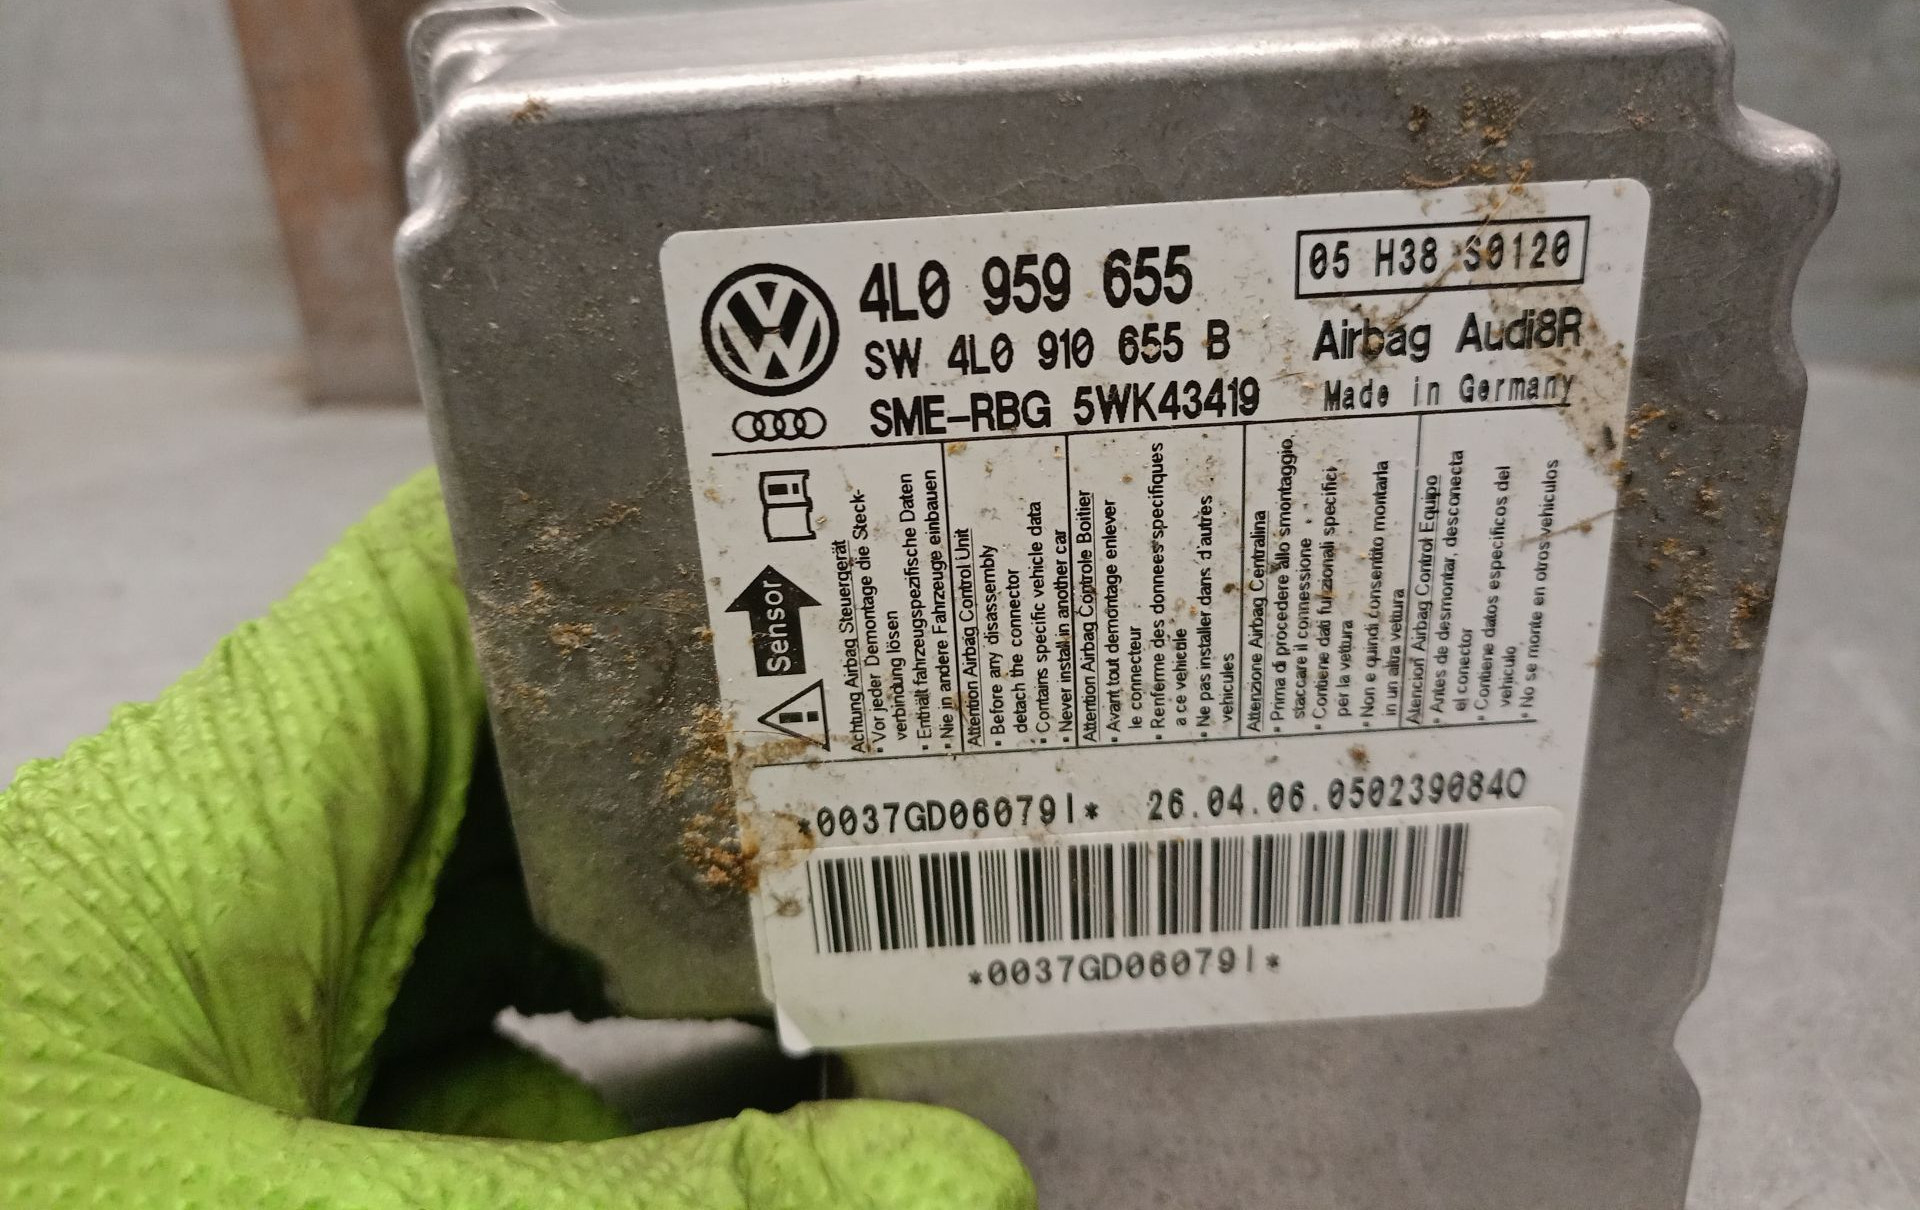 4L0 959 655
05 H38 S0120
SW 4L0 910 655 B
Airbag Audi8R
SME-RBG 5WK43419
Made in Germany
Sensor
Achtung Airbag Steuergerät
▪ Vor jeder Demontage die Steck-
verbindung lösen
▪ Enthält fahrzeugspezifische Daten
▪ Nie in andere Fahrzeuge einbauen
Attention Airbag Control Unit
▪ Before any disassembly
detach the connector
▪ Contains specific vehicle data
▪ Never install in another car
Attention Airbag Controle Boitier
▪ Avant tout demontage enlever
le connecteur
▪ Renferme des donnees specifiques
a ce vehicule
▪ Ne pas installer dans d'autres
vehicules
Attenzione Airbag Centralina
▪ Prima di procedere allo smontaggio,
staccare il connessione
▪ Contiene dati funzionali specifici
per la vettura
▪ Non e quindi consentito montarla
in un altra vettura
Atencion Airbag Control Equipo
▪ Antes de desmontar, desconecta
el conector
▪ Contiene datos especificos del
vehiculo
▪ No se monte en otros vehiculos
*0037GD06079I* 26.04.06.0502390840
*0037GD06079I*